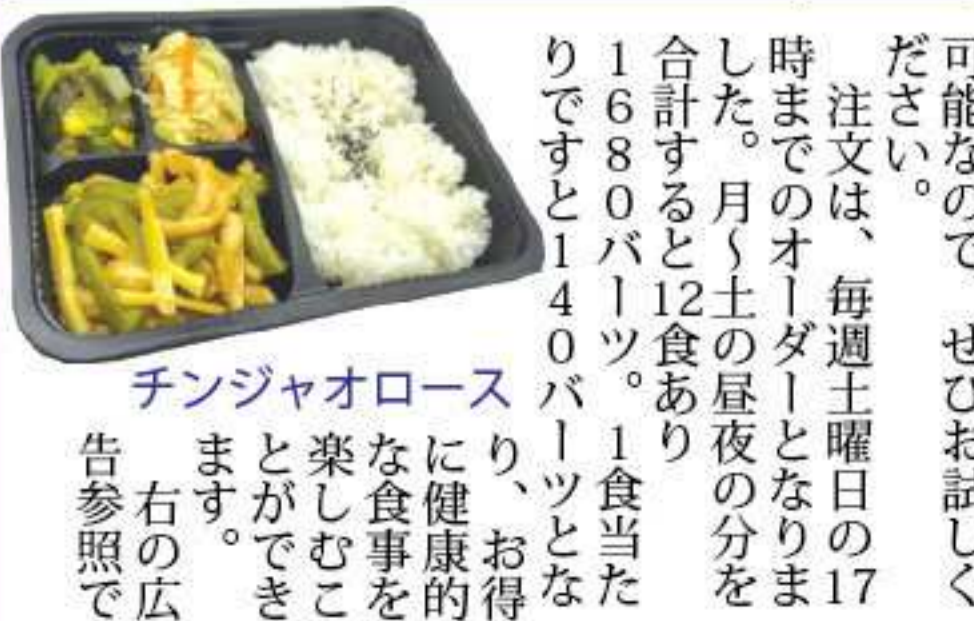 可能なので ぜひお試しく
ださい。
注文は、毎週土曜日の17
時までのオーダーとなりま
した。月〜土の昼夜の分を
合計すると12食あり
1680バーツ。1食当た
りですと140バーツとな
り、お得
に健康的
な食事を
楽しむこ
とができ
ます。
右の広
告参照で
チンジャオロース